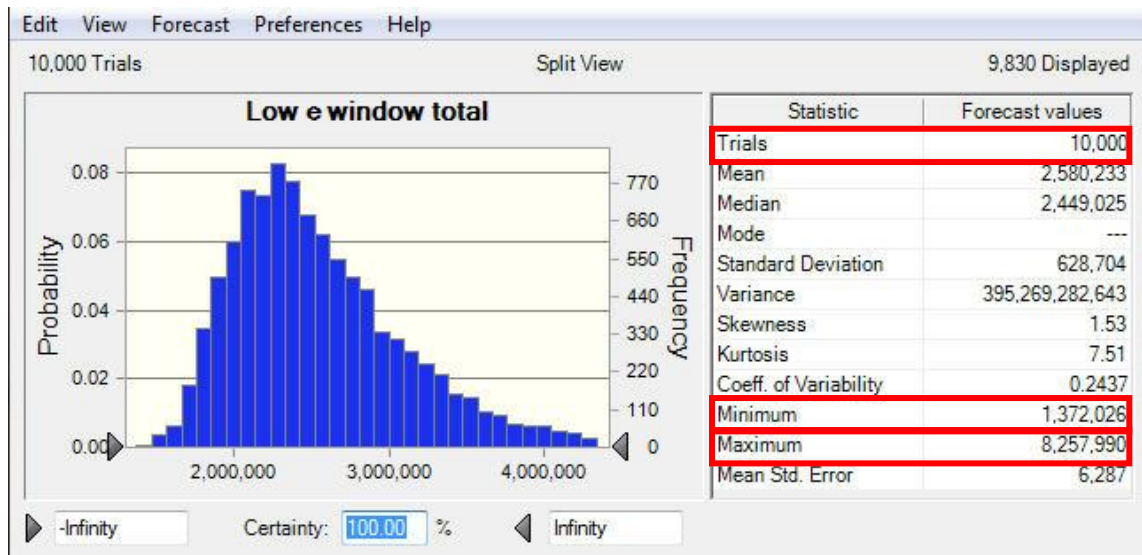 Edit View Forecast Preferences Help
10,000 Trials Split View 9,830 Displayed
Low e window total
Probability
0.08
0.06
0.04
0.02
0.00
2,000,000 3,000,000 4,000,000
770
660
550
440
330
220
110
0
Frequency
Statistic Forecast values
Trials 10,000
Mean 2,580,233
Median 2,449,025
Mode ---
Standard Deviation 628,704
Variance 395,269,282,643
Skewness 1.53
Kurtosis 7.51
Coeff. of Variability 0.2437
Minimum 1,372,026
Maximum 8,257,990
Mean Std. Error 6,287
-Infinity Certainty: 100.00 % Infinity